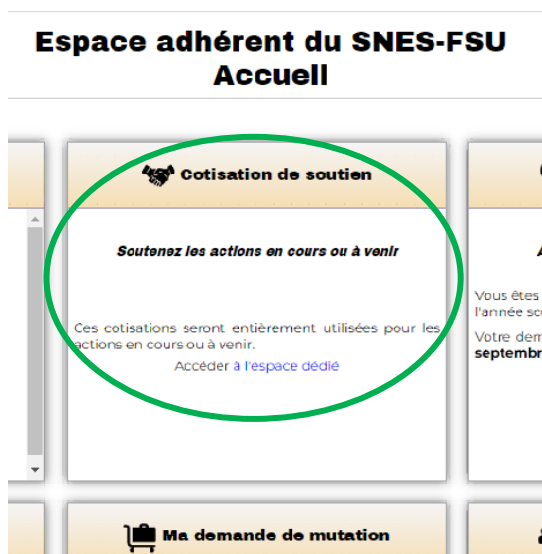 Espace adhérent du SNES-FSU
Accueil
Cotisation de soutien
Soutenez les actions en cours ou à venir
Ces cotisations seront entièrement utilisées pour les
actions en cours ou à venir.
Accéder à l'espace dédié
Vous êtes
l'année
Votre
septembr
Ma demande de mutation